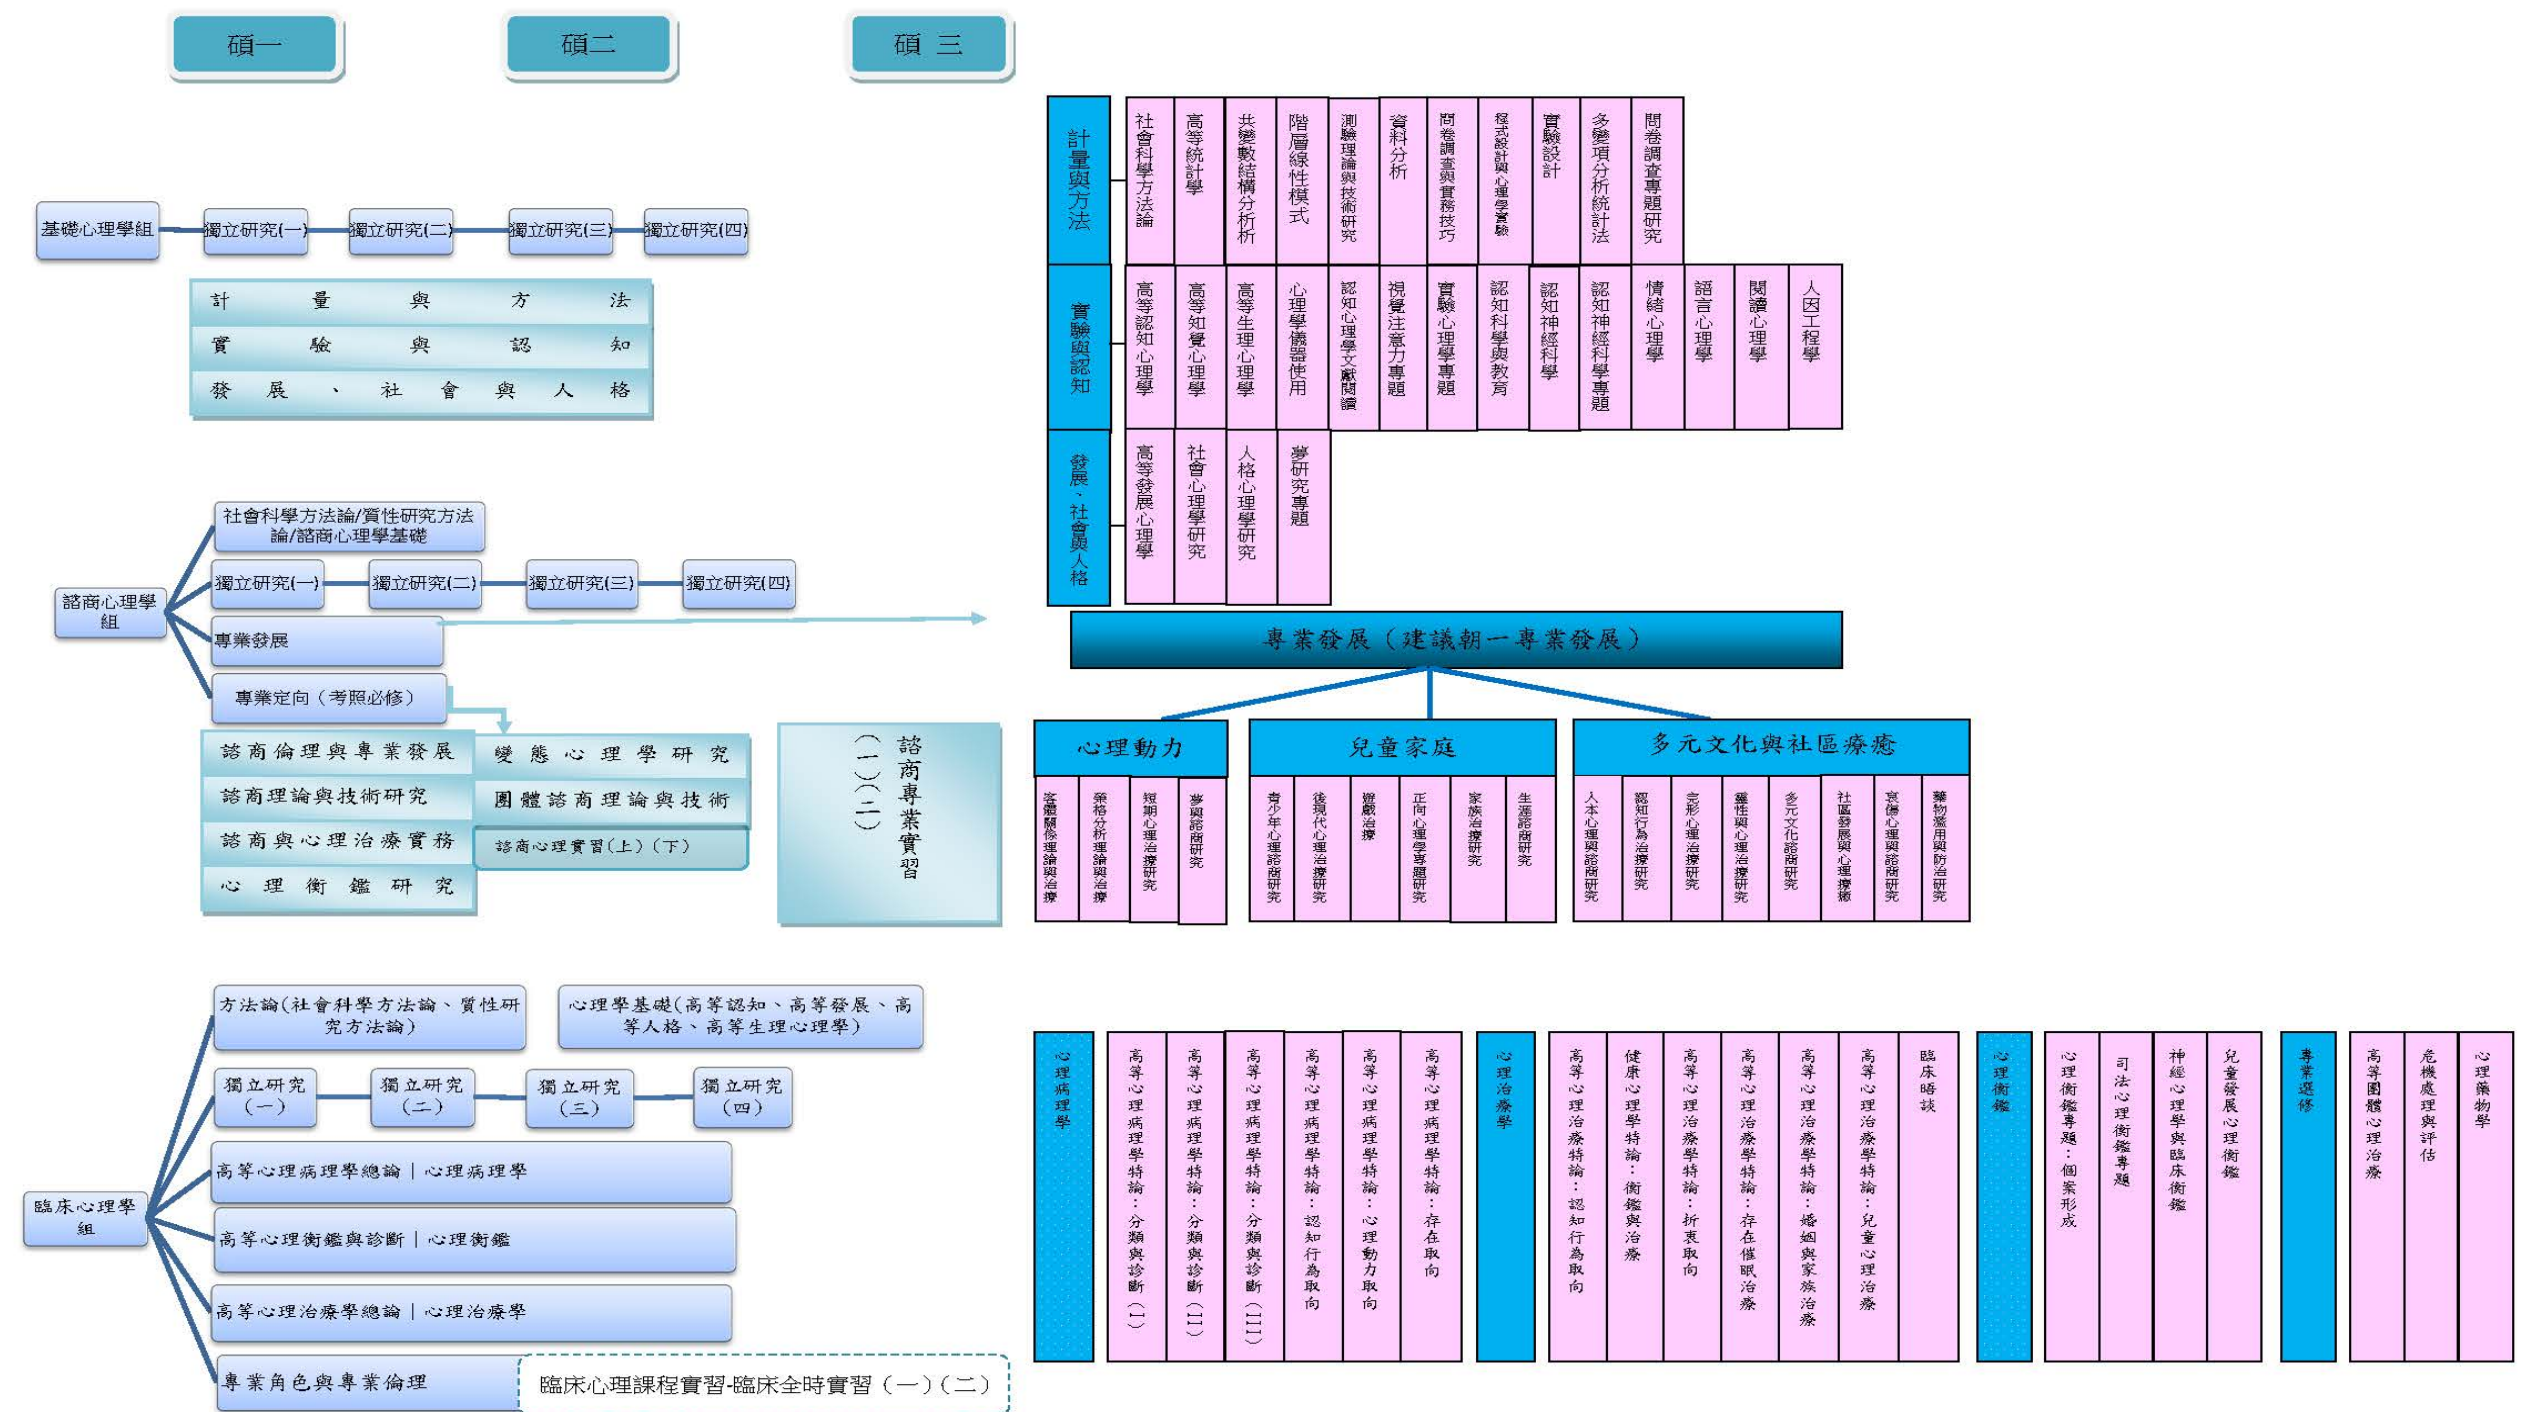 碩一
碩二
碩 三
基礎心理學組
獨立研究(一)
獨立研究(二)
獨立研究(三)
獨立研究(四)
計量與方法
實驗與認知
發展、社會與人格
諮商心理學
組
社會科學方法論/質性研究方法
論/諮商心理學基礎
獨立研究(一)
獨立研究(二)
獨立研究(三)
獨立研究(四)
專業發展
專業定向（考照必修）
諮商倫理與專業發展
諮商理論與技術研究
諮商與心理治療實務
心理衡鑑研究
變態心理學研究
團體諮商理論與技術
諮商心理實習(上)（下）
諮商專業實習
(一)(二)
臨床心理學
組
方法論(社會科學方法論、質性研
究方法論)
心理學基礎(高等認知、高等發展、高
等人格、高等生理心理學)
獨立研究
(一)
獨立研究
(二)
獨立研究
(三)
獨立研究
(四)
高等心理病理學總論｜心理病理學
高等心理衡鑑與診斷｜心理衡鑑
高等心理治療學總論｜心理治療學
專業角色與專業倫理
臨床心理課程實習-臨床全時實習（一）(二）
計量與方法
社會科學方法論
高等統計學
共變數結構分析析
階層線性模式
測驗理論與技術研究
資料分析
問卷調查與實務技巧
程式設計與心理學實驗
實驗設計
多變項分析統計法
問卷調查專題研究
實驗與認知
高等認知心理學
高等知覺心理學
高等生理心理學
心理學儀器使用
認知心理學文獻閱讀
視覺注意力專題
實驗心理學專題
認知科學與教育
認知神經科學
認知神經科學專題
情緒心理學
語言心理學
閱讀心理學
人因工程學
發展、社會與人格
高等發展心理學
社會心理學研究
人格心理學研究
夢研究專題
專業發展（建議朝一專業發展）
心理動力
客體關係理論與治療
榮格分析理論與治療
短期心理治療研究
夢與諮商研究
兒童家庭
青少年心理諮商研究
後現代心理治療研究
遊戲治療
正向心理學專題研究
家族治療研究
生涯諮商研究
多元文化與社區療癒
人本心理與諮商研究
認知行為治療研究
完形心理治療研究
靈性與心理治療研究
多元文化諮商研究
社區發展與心理療癒
哀傷心理與諮商研究
藥物濫用與防治研究
心理病理學
高等心理病理學特論：分類與診斷(I)
高等心理病理學特論：分類與診斷(II)
高等心理病理學特論：分類與診斷(III)
高等心理病理學特論：認知行為取向
高等心理病理學特論：心理動力取向
高等心理病理學特論：存在取向
心理治療學
高等心理治療特論：認知行為取向
健康心理學特論：衡鑑與治療
高等心理治療學特論：折衷取向
高等心理治療學特論：存在催眠治療
高等心理治療學特論：婚姻與家族治療
高等心理治療學特論：兒童心理治療
臨床晤談
心理衡鑑
心理衡鑑專題：個案形成
司法心理衡鑑專題
神經心理學與臨床衡鑑
兒童發展心理衡鑑
專業選修
高等團體心理治療
危機處理與評估
心理藥物學